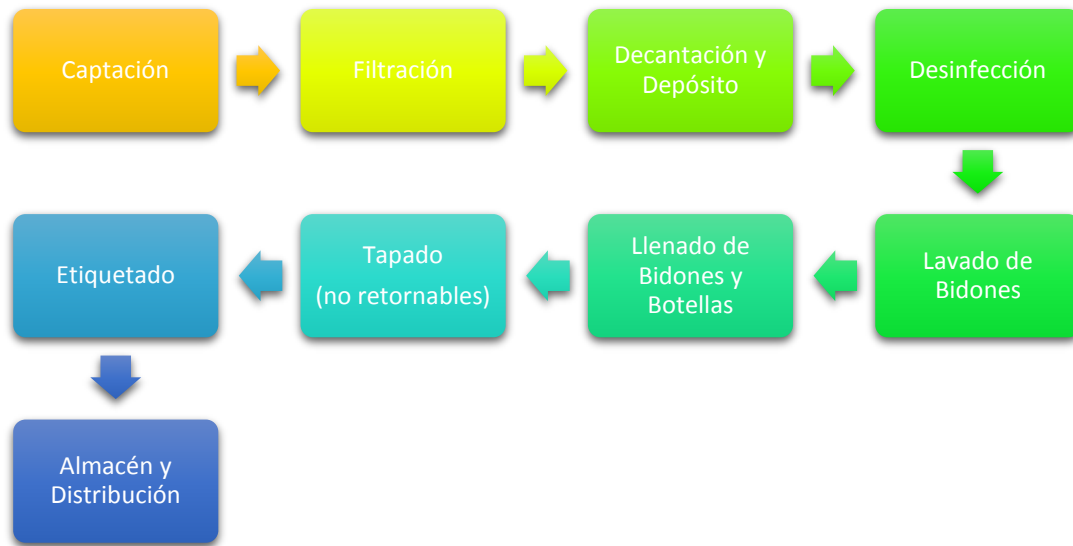 Captación
Filtración
Decantación y
Depósito
Desinfección
Lavado de
Bidones
Llenado de
Bidones y
Botellas
Tapado
(no retornables)
Etiquetado
Almacén y
Distribución